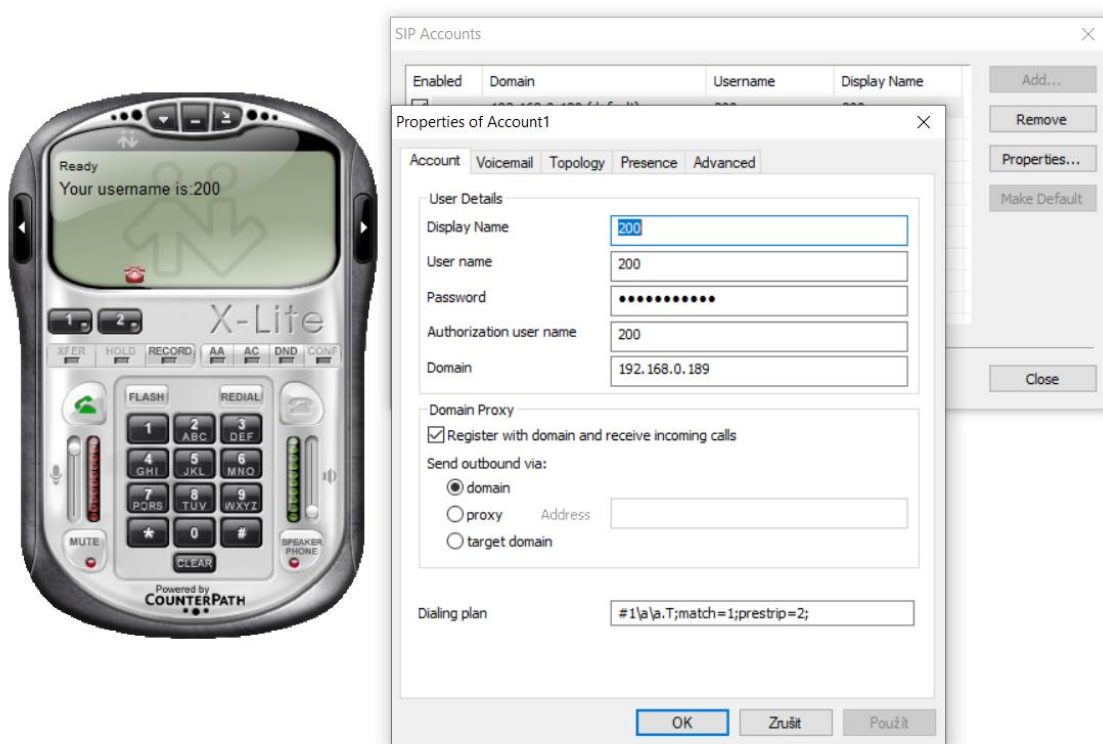 Ready
Your username is:200
X-Lite
1 2
XFER HOLD RECORD AA AC DND CONF
FLASH REDIAL
1 2 ABC 3 DEF
4 GHI 5 JKL 6 MNO
7 PQRS 8 TUV 9 WXYZ
* 0 #
MUTE
SPEAKER PHONE
CLEAR
Powered by
COUNTERPATH
SIP Accounts
Enabled Domain Username Display Name
Add...
Remove
Properties...
Make Default
Close
Properties of Account1
Account Voicemail Topology Presence Advanced
User Details
Display Name 200
User name 200
Password •••••••••••
Authorization user name 200
Domain 192.168.0.189
Domain Proxy
Register with domain and receive incoming calls
Send outbound via:
domain
proxy Address
target domain
Dialing plan #1\a\a.T;match=1;prestrip=2;
OK Zrušit Použít